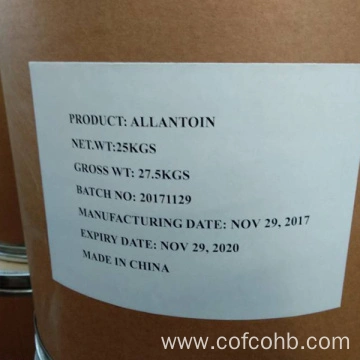 PRODUCT: ALLANTOIN
NET.WT:25KGS
GROSS WT: 27.5KGS
BATCH NO: 20171129
MANUFACTURING DATE: NOV 29, 2017
EXPIRY DATE: NOV 29, 2020
MADE IN CHINA
www.cofcohb.com